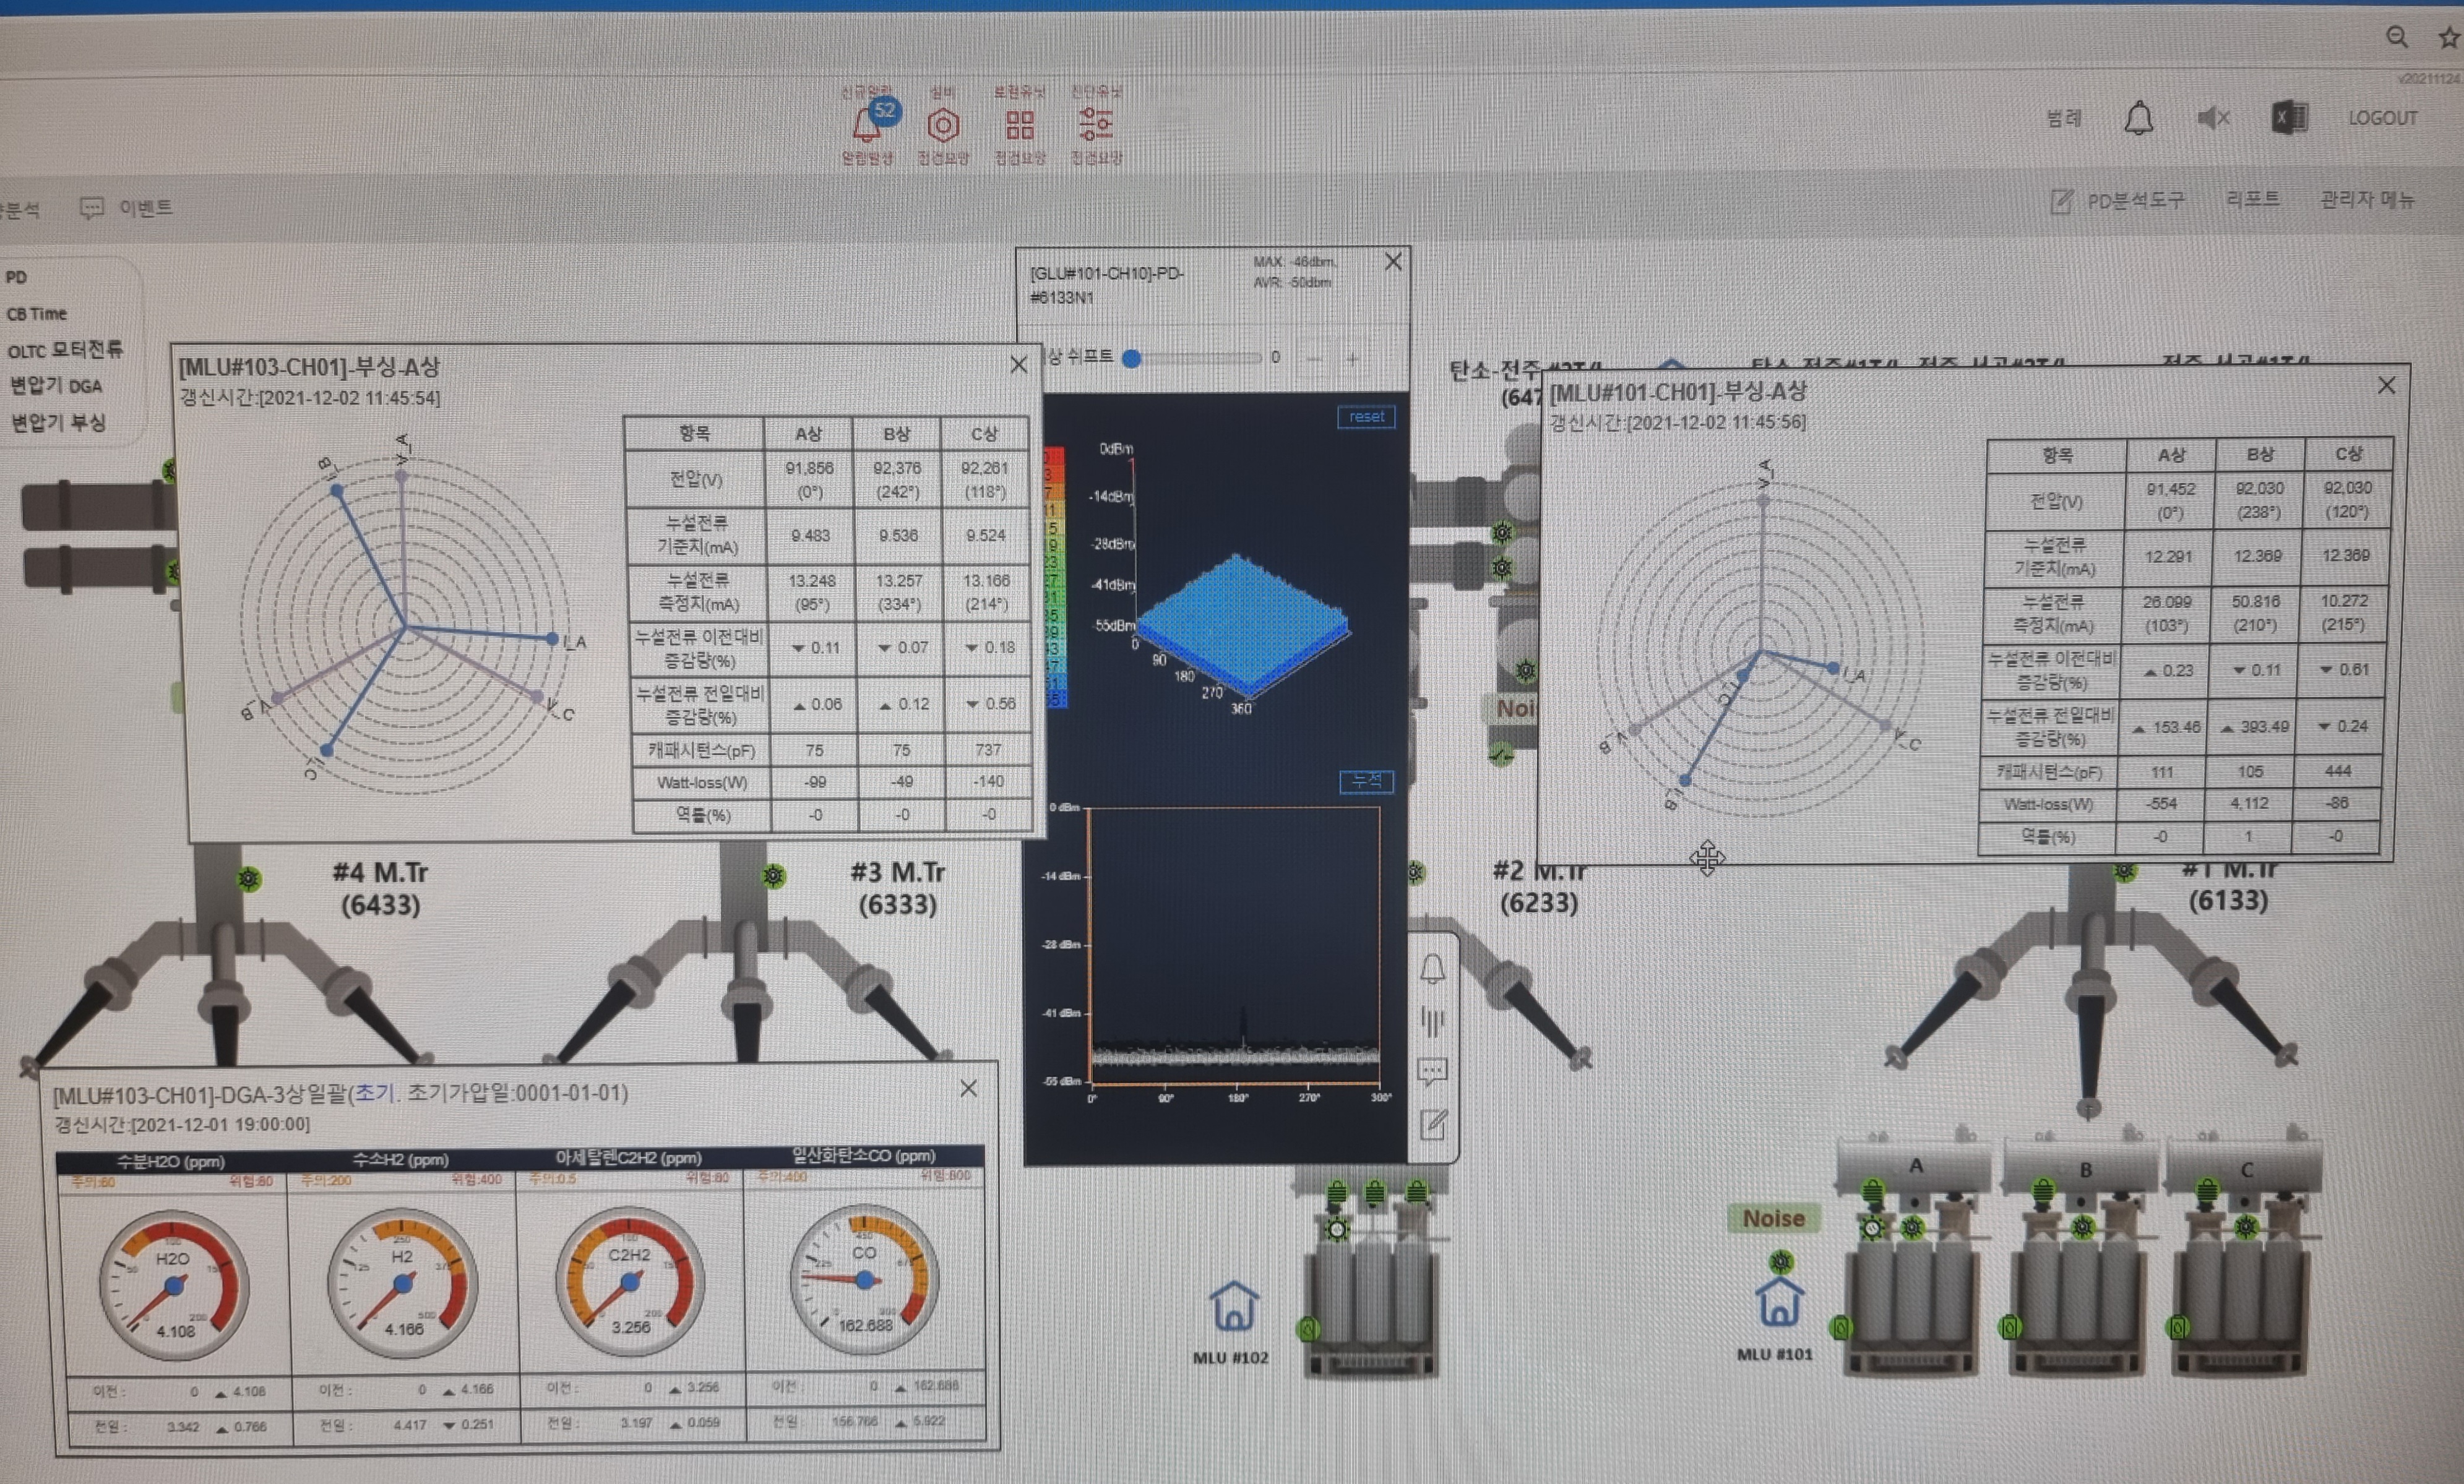 v20211124
신규알람
설비
로컬유닛
진단유닛
52
알람발생
점검요망
점검요망
점검요망
범례
LOGOUT
분석
이벤트
PD분석도구
리포트
관리자 메뉴
PD
CB Time
OLTC 모터전류
변압기 DGA
변압기 부싱
[GLU#101-CH10]-PD-
#6133N1
MAX: -46dbm,
AVR: -50dbm
상 쉬프트
0
reset
0dBm
-14dBm
-28dBm
-41dBm
-55dBm
0
90
180
270
360
누적
0 dBm
-14 dBm
-28 dBm
-41 dBm
-55 dBm
0°
90°
180°
270°
360°
[MLU#103-CH01]-부싱-A상
갱신시간:[2021-12-02 11:45:54]
I_A
V_B
V_C
I_C
항목 A상 B상 C상
전압(V) 91,856 (0°) 92,376 (242°) 92,261 (118°)
누설전류 기준치(mA) 9.483 9.536 9.524
누설전류 측정치(mA) 13.248 (95°) 13.257 (334°) 13.166 (214°)
누설전류 이전대비 증감량(%) ▼ 0.11 ▼ 0.07 ▼ 0.18
누설전류 전일대비 증감량(%) ▲ 0.06 ▲ 0.12 ▼ 0.56
캐패시턴스(pF) 75 75 737
Watt-loss(W) -99 -49 -140
역률(%) -0 -0 -0
탄소-전주
(647
[MLU#101-CH01]-부싱-A상
갱신시간:[2021-12-02 11:45:56]
I_A
V_B
V_C
I_C
I_B
항목 A상 B상 C상
전압(V) 91,452 (0°) 92,030 (238°) 92,030 (120°)
누설전류 기준치(mA) 12.291 12.369 12.369
누설전류 측정치(mA) 26.099 (103°) 50.816 (210°) 10.272 (215°)
누설전류 이전대비 증감량(%) ▲ 0.23 ▼ 0.11 ▼ 0.61
누설전류 전일대비 증감량(%) ▲ 153.46 ▲ 393.49 ▼ 0.24
캐패시턴스(pF) 111 105 444
Watt-loss(W) -554 4,112 -86
역률(%) -0 1 -0
#4 M.Tr
(6433)
#3 M.Tr
(6333)
#2 M.Tr
(6233)
#1 M.Tr
(6133)
[MLU#103-CH01]-DGA-3상일괄(초기. 초기가압일:0001-01-01)
갱신시간:[2021-12-01 19:00:00]
수분H2O (ppm)
수소H2 (ppm)
아세틸렌C2H2 (ppm)
일산화탄소CO (ppm)
주의:60 위험:80
주의:200 위험:400
주의:0.5 위험:80
주의:400 위험:800
H2O
4.108
H2
4.166
C2H2
3.256
CO
162.688
이전 : 0 ▲ 4.108
이전 : 0 ▲ 4.166
이전 : 0 ▲ 3.256
이전 : 0 ▲ 162.688
전일 : 3.342 ▲ 0.766
전일 : 4.417 ▼ 0.251
전일 : 3.197 ▲ 0.059
전일 : 156.766 ▲ 5.922
MLU #102
Noise
MLU #101
A
B
C